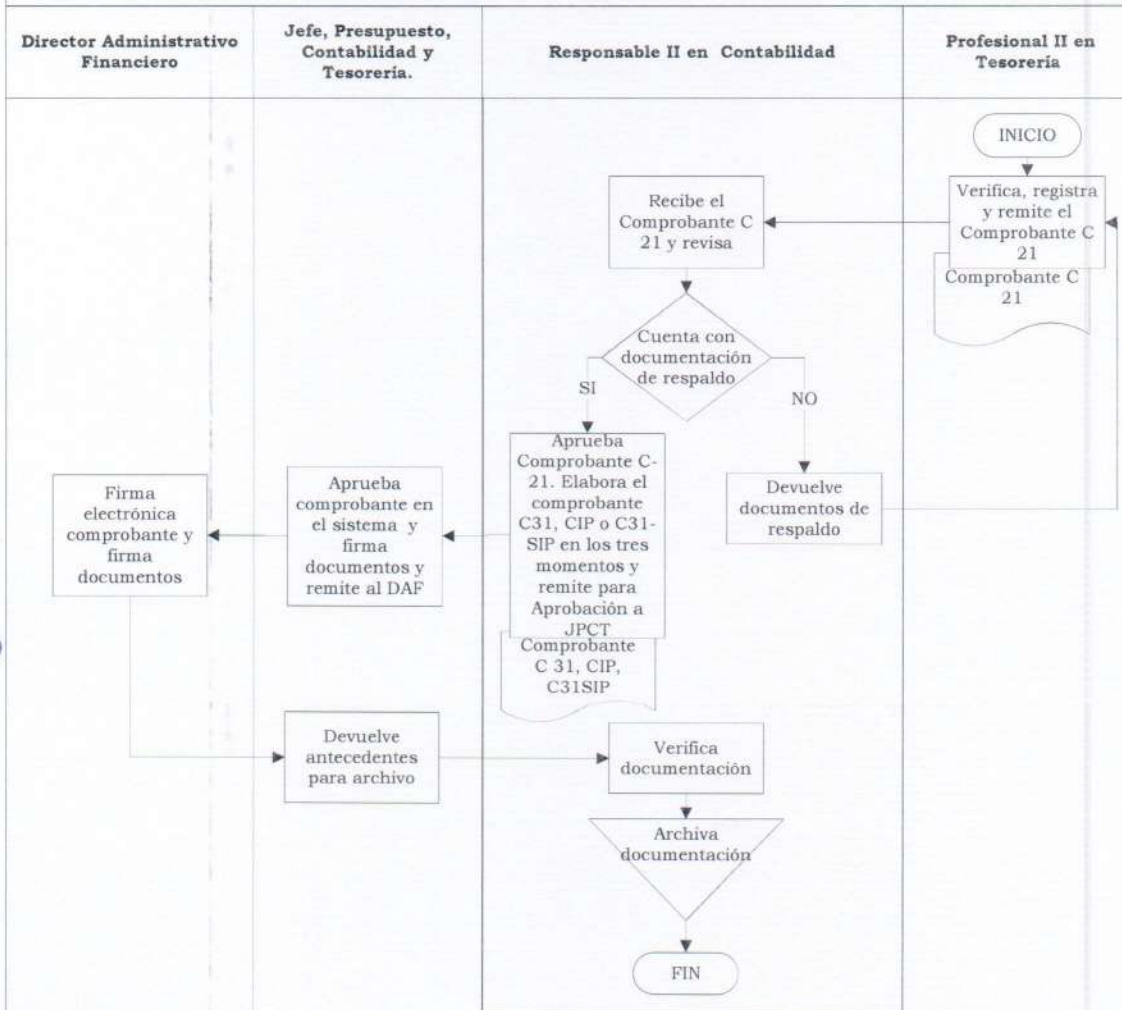 Director Administrativo
Financiero
Jefe, Presupuesto,
Contabilidad y
Tesorería.
Responsable II en Contabilidad
Profesional II en
Tesorería
INICIO
Verifica, registra
y remite el
Comprobante C
21
Comprobante C
21
Recibe el
Comprobante C
21 y revisa
Cuenta con
documentación
de respaldo
SI
NO
Aprueba
Comprobante C-
21. Elabora el
comprobante
C31, CIP o C31-
SIP en los tres
momentos y
remite para
Aprobación a
JPCT
Comprobante
C 31, CIP,
C31SIP
Devuelve
documentos de
respaldo
Aprueba
comprobante en
el sistema y
firma
documentos y
remite al DAF
Firma
electrónica
comprobante y
firma
documentos
Devuelve
antecedentes
para archivo
Verifica
documentación
Archiva
documentación
FIN